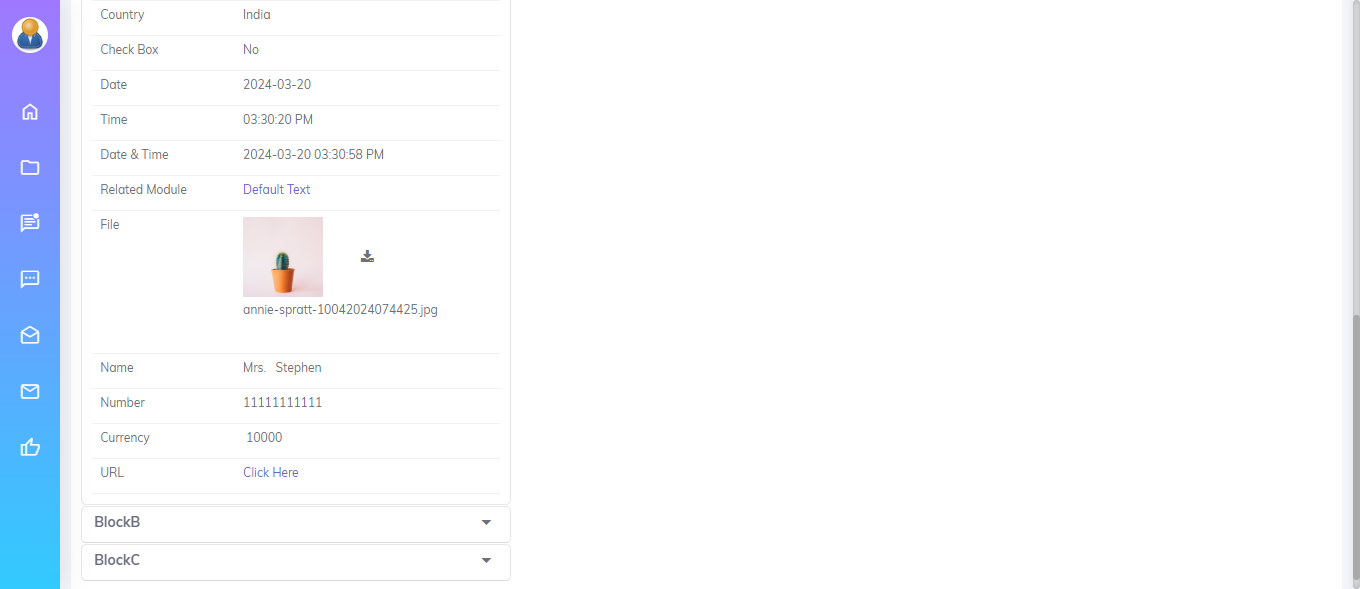 Country India
Check Box No
Date 2024-03-20
Time 03:30:20 PM
Date & Time 2024-03-20 03:30:58 PM
Related Module Default Text
File
annie-spratt-10042024074425.jpg
Name Mrs. Stephen
Number 11111111111
Currency 10000
URL Click Here
BlockB
BlockC